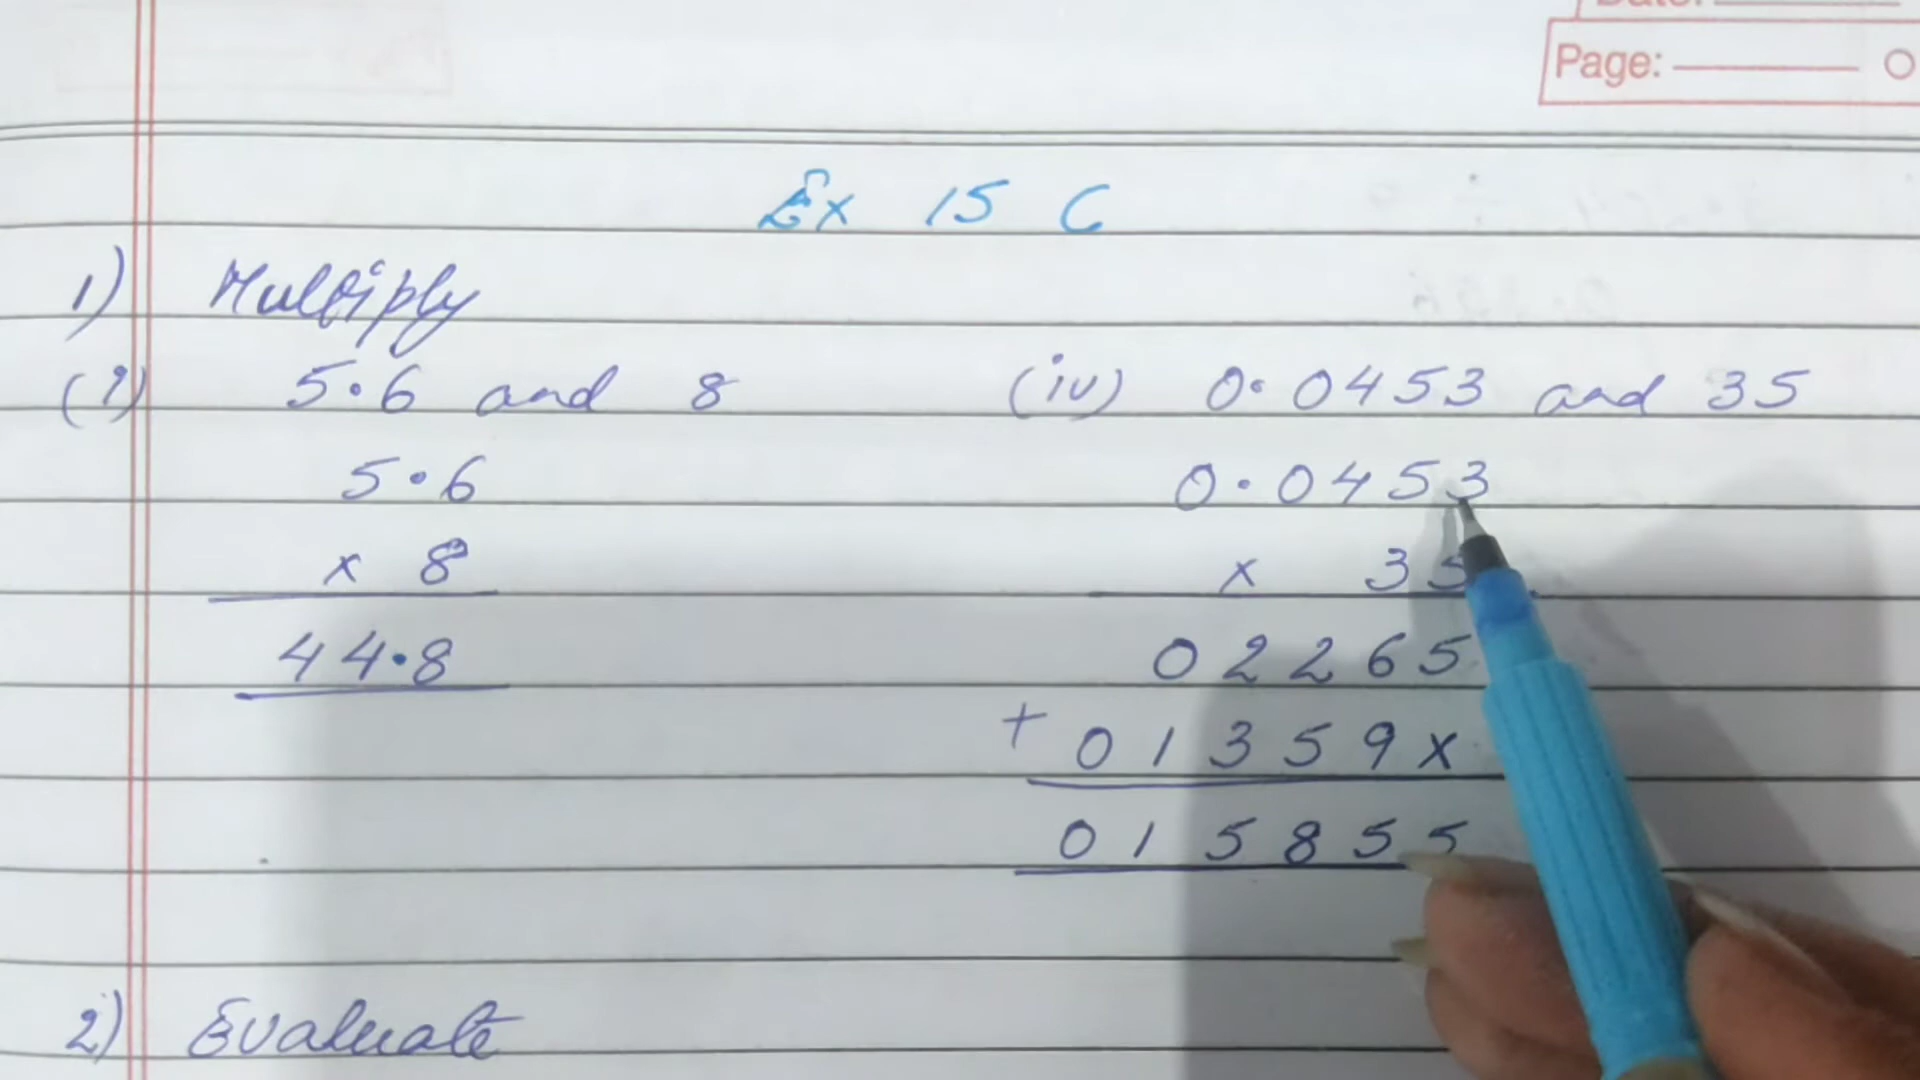 Date:
Page:
Ex 15 C
1) Multiply
(i) 5.6 and 8
5.6
x 8
44.8
(iv) 0.0453 and 35
0.0453
x 35
02265
+ 01359x
015855
2) Evaluate